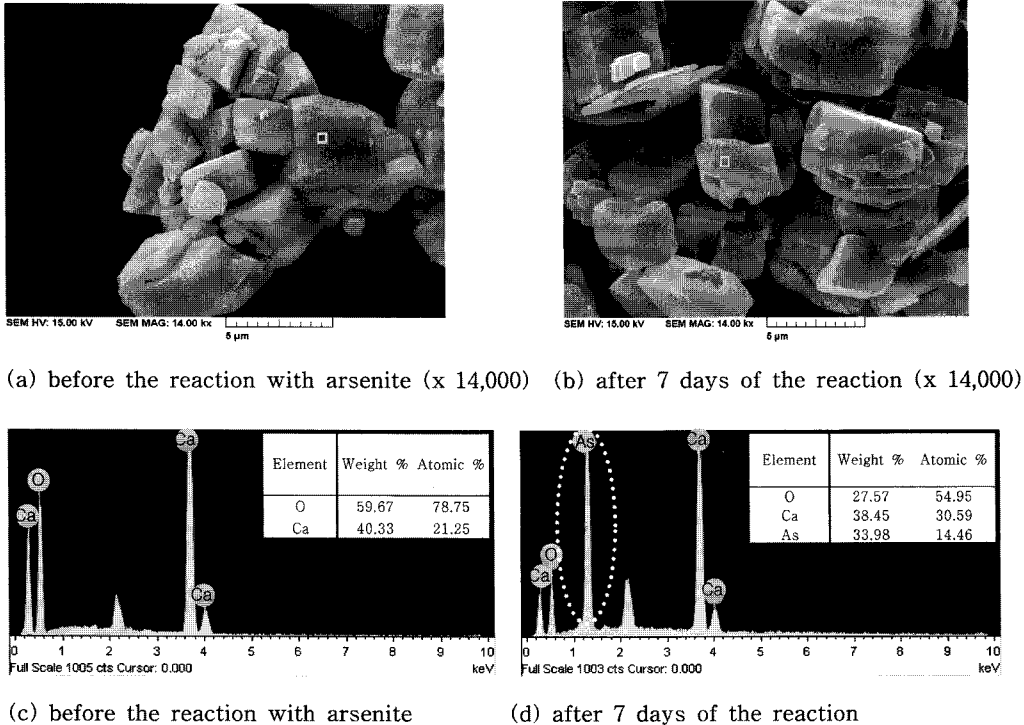 SEM HV: 15.00 kV SEM MAG: 14.00 kx
5 µm
SEM HV: 15.00 kV SEM MAG: 14.00 kx
5 µm
(a) before the reaction with arsenite (x 14,000)
(b) after 7 days of the reaction (x 14,000)
Ca
O
Ca
Ca
Element Weight % Atomic %
O 59.67 78.75
Ca 40.33 21.25
0 1 2 3 4 5 6 7 8 9 10
Full Scale 1005 cts Cursor: 0.000 keV
As
Ca
O
Ca
Ca
Element Weight % Atomic %
O 27.57 54.95
Ca 38.45 30.59
As 33.98 14.46
0 1 2 3 4 5 6 7 8 9 10
Full Scale 1003 cts Cursor: 0.000 keV
(c) before the reaction with arsenite
(d) after 7 days of the reaction